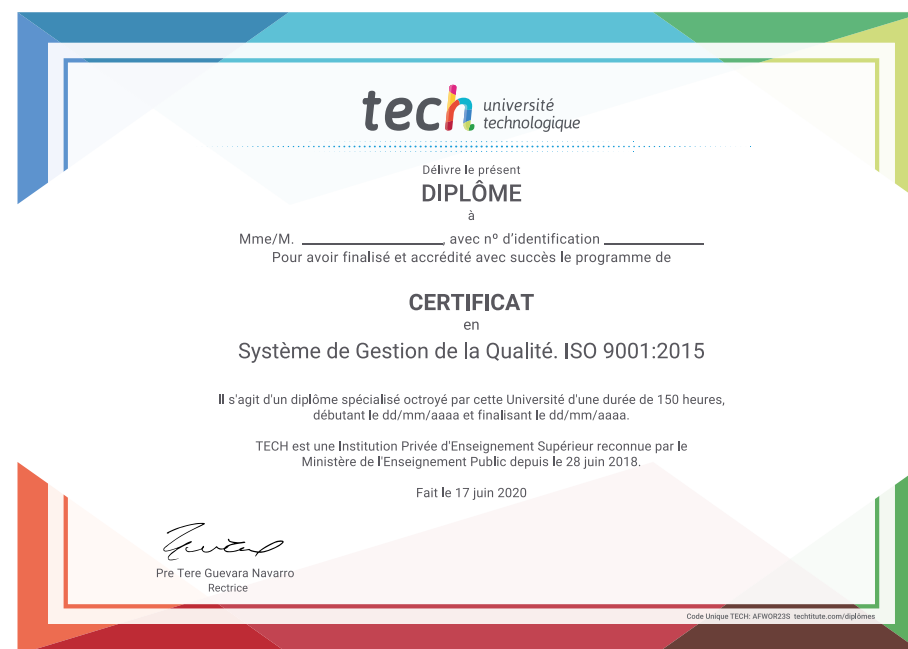 tech université
technologique
Délivre le présent
DIPLÔME
à
Mme/M. ____________________, avec nº d'identification ______________
Pour avoir finalisé et accrédité avec succès le programme de
CERTIFICAT
en
Système de Gestion de la Qualité. ISO 9001:2015
Il s'agit d'un diplôme spécialisé octroyé par cette Université d'une durée de 150 heures,
débutant le dd/mm/aaaa et finalisant le dd/mm/aaaa.
TECH est une Institution Privée d'Enseignement Supérieur reconnue par le
Ministère de l'Enseignement Public depuis le 28 juin 2018.
Fait le 17 juin 2020
Pre Tere Guevara Navarro
Rectrice
Code Unique TECH: AFWOR23S techtitute.com/diplômes